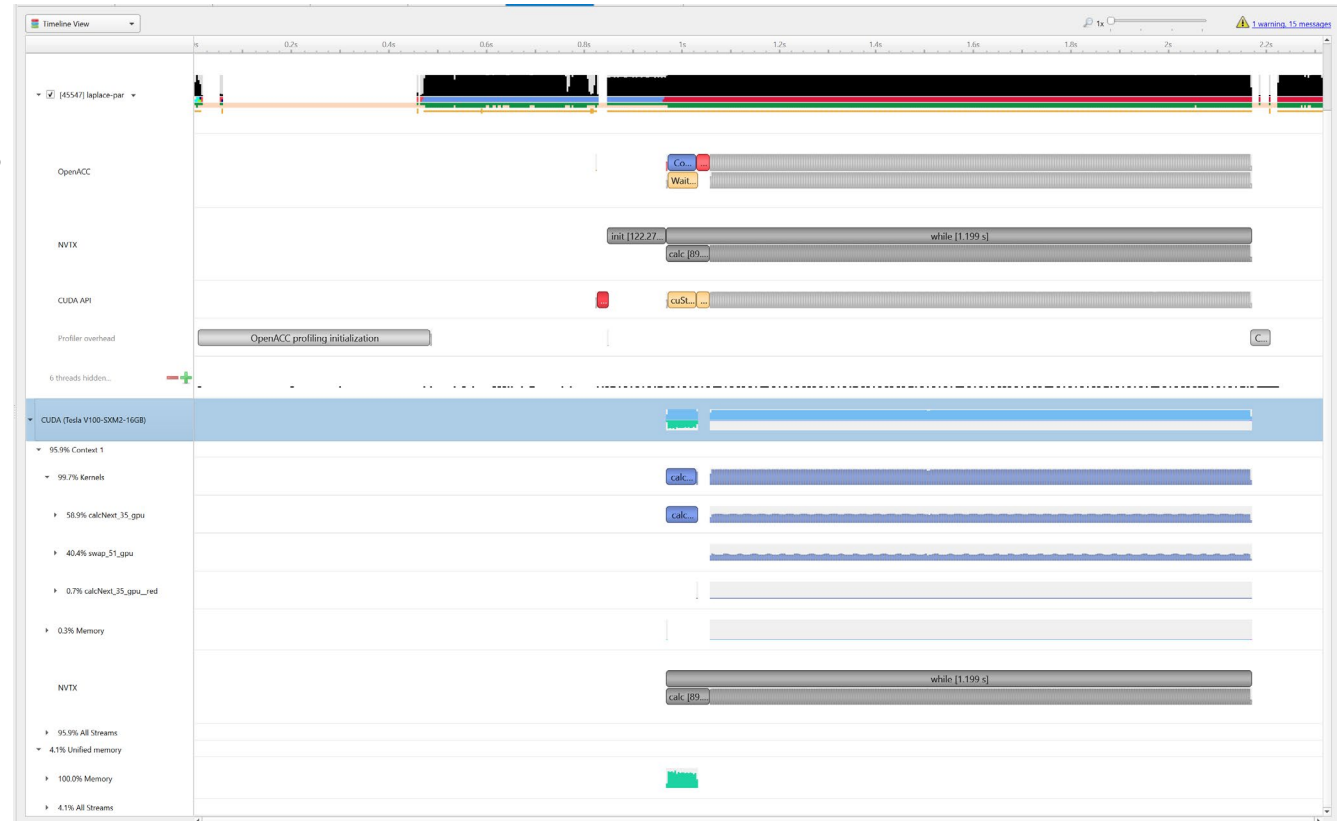 Timeline View
1x
1 warning, 15 messages
s 0.2s 0.4s 0.6s 0.8s 1s 1.2s 1.4s 1.6s 1.8s 2s 2.2s
[45547] laplace-par
OpenACC
Co...
...
Wait...
NVTX
init [122.27...
while [1.199 s]
calc [89....
CUDA API
...
cuSt...
...
Profiler overhead
OpenACC profiling initialization
C...
6 threads hidden...
CUDA (Tesla V100-SXM2-16GB)
95.9% Context 1
99.7% Kernels
calc...
58.9% calcNext_35_gpu
calc...
40.4% swap_51_gpu
0.7% calcNext_35_gpu__red
0.3% Memory
NVTX
while [1.199 s]
calc [89....
95.9% All Streams
4.1% Unified memory
100.0% Memory
4.1% All Streams